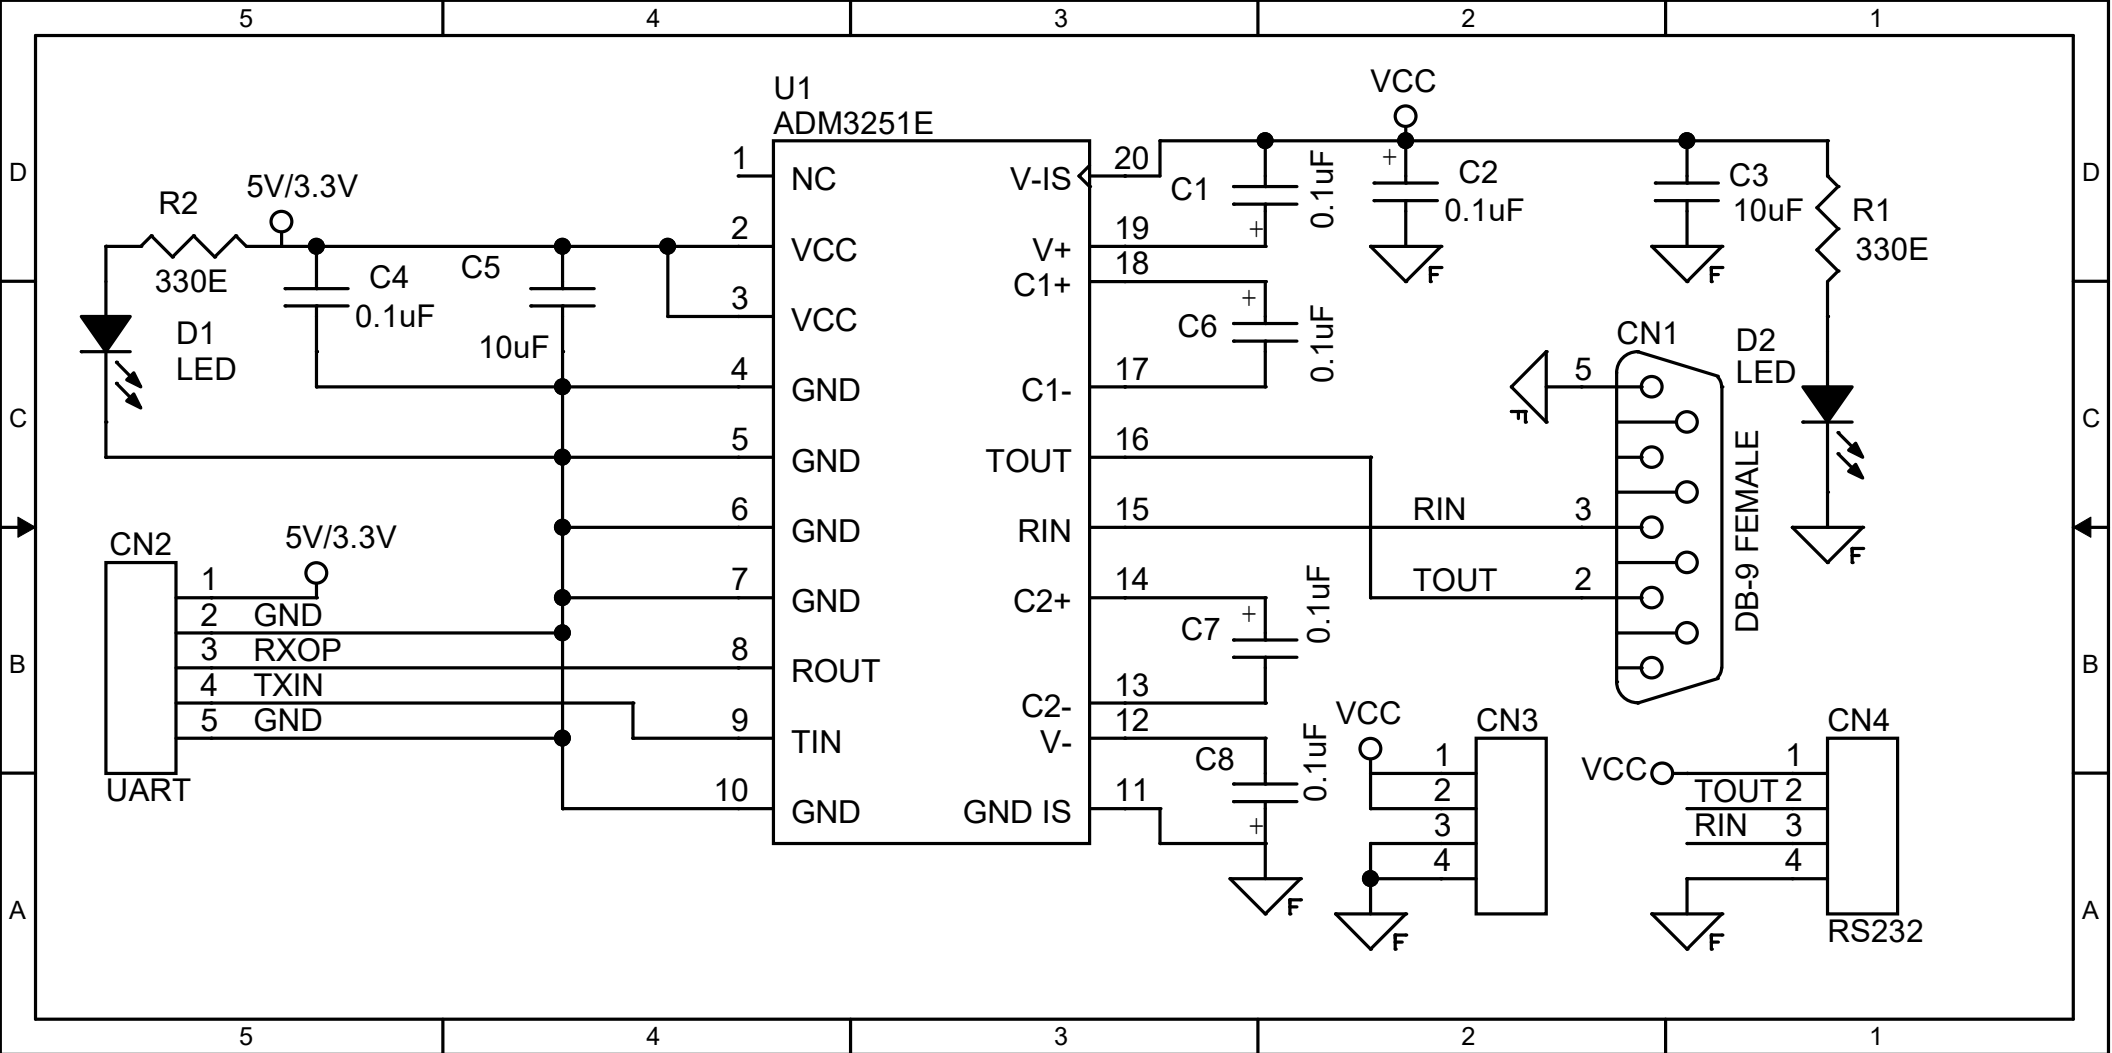 5 4 3 2 1
D
C
B
A
D
C
B
A
U1
ADM3251E
1 NC
2 VCC
3 VCC
4 GND
5 GND
6 GND
7 GND
8 ROUT
9 TIN
10 GND
V-IS 20
V+ 19
C1+ 18
C1- 17
TOUT 16
RIN 15
C2+ 14
C2- 13
V- 12
GND IS 11
R2
330E
5V/3.3V
C4
0.1uF
C5
10uF
D1
LED
CN2
5V/3.3V
1
2 GND
3 RXOP
4 TXIN
5 GND
UART
VCC
C1
0.1uF
+
+
C2
0.1uF
F
C3
10uF
F
R1
330E
+
C6
0.1uF
CN1
5
F
RIN 3
TOUT 2
DB-9 FEMALE
D2
LED
F
+
C7
0.1uF
C8
0.1uF
+
F
VCC
CN3
1
2
3
4
F
CN4
VCC 1
TOUT 2
RIN 3
4
F
RS232
5 4 3 2 1